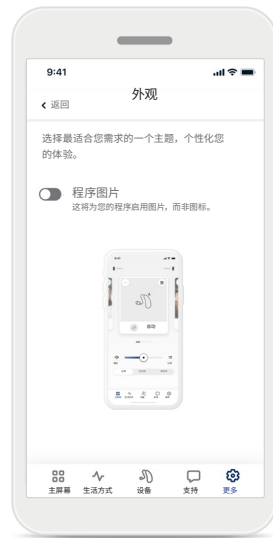 9:41
返回
外观
选择最适合您需求的一个主题，个性化您
的体验。
程序图片
这将为您的程序启用图片，而非图标。
自动
主屏幕
生活方式
设备
支持
更多